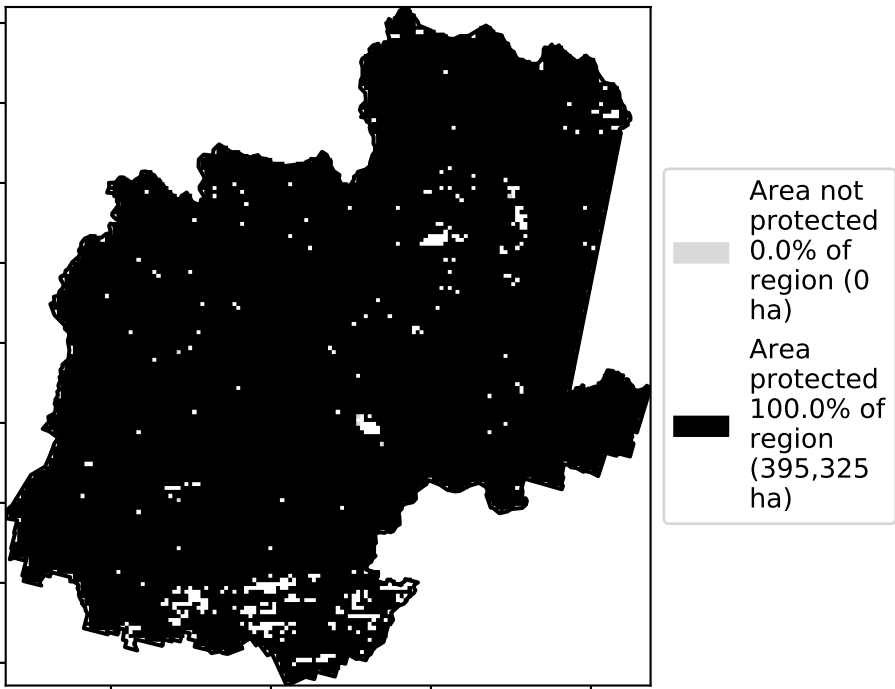 Area not
protected
0.0% of
region (0
ha)
Area
protected
100.0% of
region
(395,325
ha)